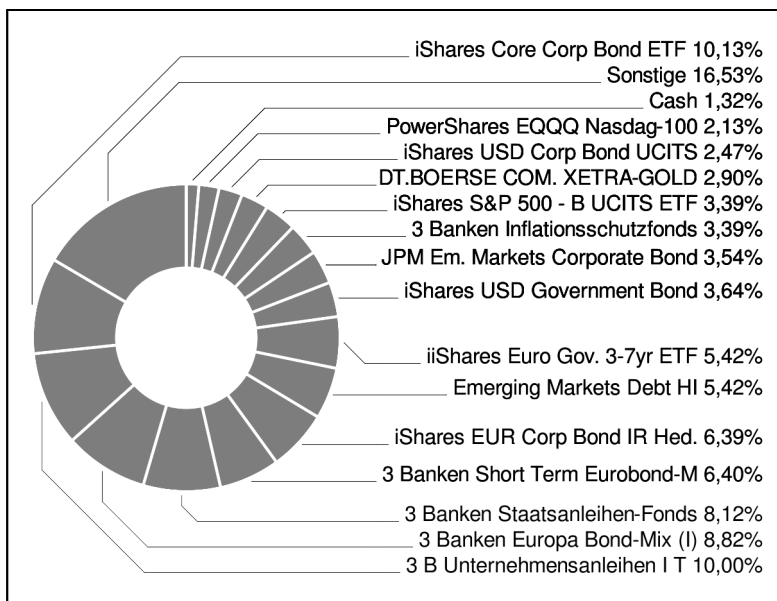 iShares Core Corp Bond ETF 10,13%
Sonstige 16,53%
Cash 1,32%
PowerShares EQQQ Nasdag-100 2,13%
iShares USD Corp Bond UCITS 2,47%
DT.BOERSE COM. XETRA-GOLD 2,90%
iShares S&P 500 - B UCITS ETF 3,39%
3 Banken Inflationsschutzfonds 3,39%
JPM Em. Markets Corporate Bond 3,54%
iShares USD Government Bond 3,64%
iiShares Euro Gov. 3-7yr ETF 5,42%
Emerging Markets Debt HI 5,42%
iShares EUR Corp Bond IR Hed. 6,39%
3 Banken Short Term Eurobond-M 6,40%
3 Banken Staatsanleihen-Fonds 8,12%
3 Banken Europa Bond-Mix (I) 8,82%
3 B Unternehmensanleihen I T 10,00%